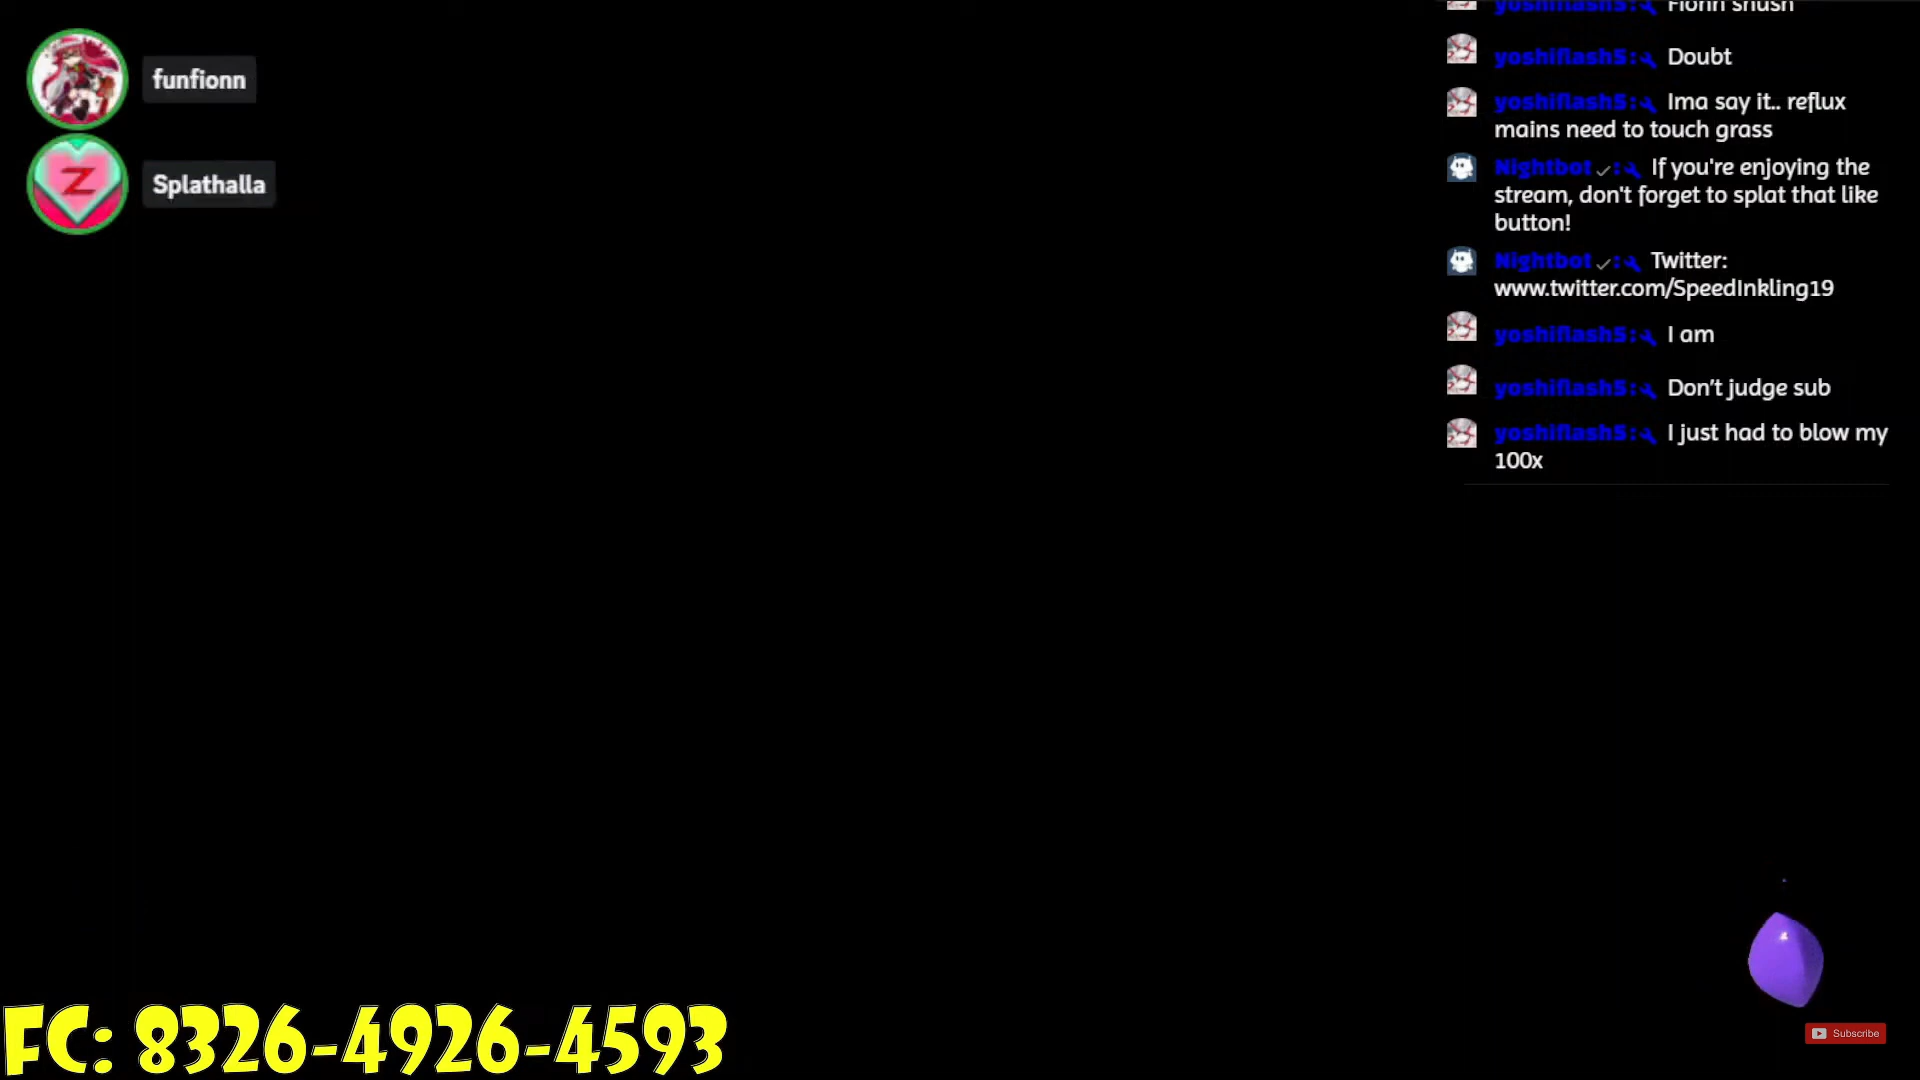 funfionn
Splathalla
yoshiflash5: Fionn shush
yoshiflash5: Doubt
yoshiflash5: Ima say it.. reflux
mains need to touch grass
Nightbot: If you're enjoying the
stream, don't forget to splat that like
button!
Nightbot: Twitter:
www.twitter.com/SpeedInkling19
yoshiflash5: I am
yoshiflash5: Don't judge sub
yoshiflash5: I just had to blow my
100x
Z
FC: 8326-4926-4593
Subscribe